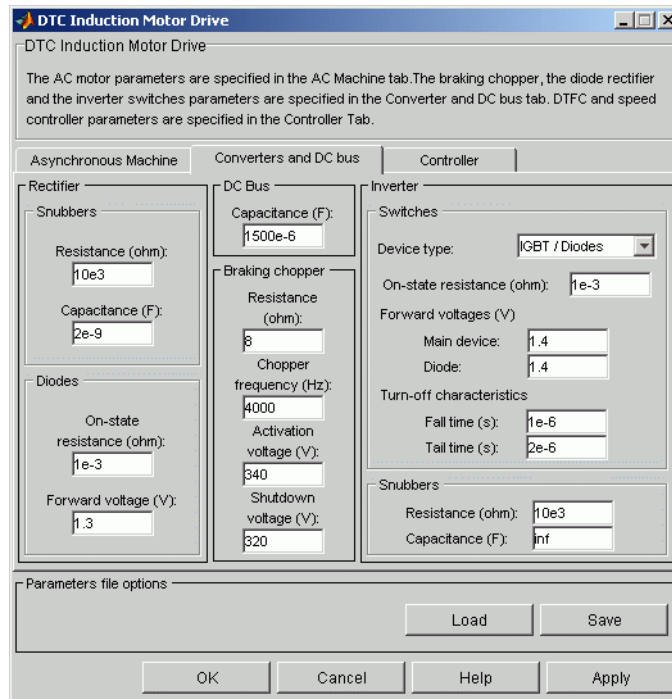 DTC Induction Motor Drive
DTC Induction Motor Drive
The AC motor parameters are specified in the AC Machine tab.The braking chopper, the diode rectifier
and the inverter switches parameters are specified in the Converter and DC bus tab. DTFC and speed
controller parameters are specified in the Controller Tab.
Asynchronous Machine
Converters and DC bus
Controller
Rectifier
Snubbers
Resistance (ohm):
10e3
Capacitance (F):
2e-9
Diodes
On-state
resistance (ohm):
1e-3
Forward voltage (V):
1.3
DC Bus
Capacitance (F):
1500e-6
Braking chopper
Resistance
(ohm):
8
Chopper
frequency (Hz):
4000
Activation
voltage (V):
340
Shutdown
voltage (V):
320
Inverter
Switches
Device type:
IGBT / Diodes
On-state resistance (ohm):
1e-3
Forward voltages (V)
Main device:
1.4
Diode:
1.4
Turn-off characteristics
Fall time (s):
1e-6
Tail time (s):
2e-6
Snubbers
Resistance (ohm):
10e3
Capacitance (F):
inf
Parameters file options
Load
Save
OK
Cancel
Help
Apply